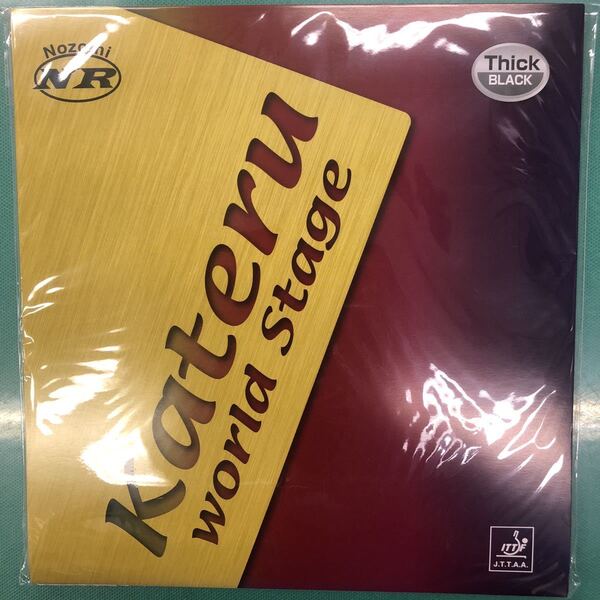 Nozomi
NR
Thick
BLACK
Kateru
World Stage
ITTF
J.T.T.A.A.